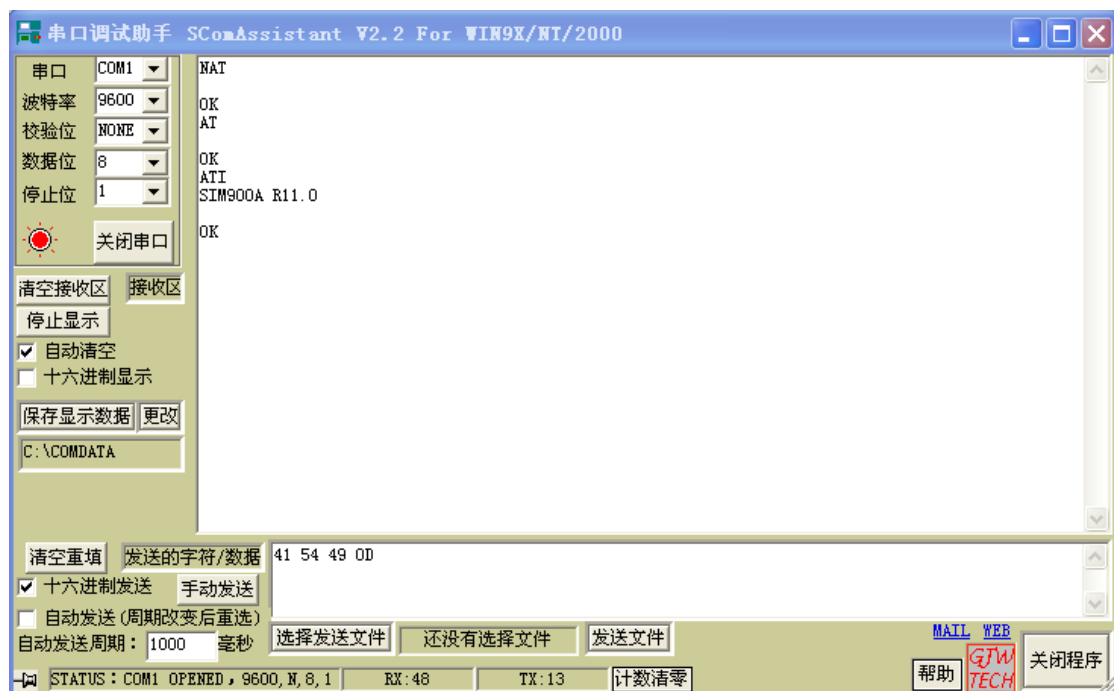 串口调试助手 SComAssistant V2.2 For WIN9X/NT/2000
串口 COM1
波特率 9600
校验位 NONE
数据位 8
停止位 1
关闭串口
清空接收区 接收区
停止显示
自动清空
十六进制显示
保存显示数据 更改
C:\COMDATA
NAT
OK
AT
OK
ATI
SIM900A R11.0
OK
清空重填 发送的字符/数据 41 54 49 0D
十六进制发送 手动发送
自动发送(周期改变后重选)
自动发送周期: 1000 毫秒 选择发送文件 还没有选择文件 发送文件
MAIL WEB
GJW
TECH
帮助
关闭程序
STATUS:COM1 OPENED,9600,N,8,1 RX:48 TX:13 计数清零